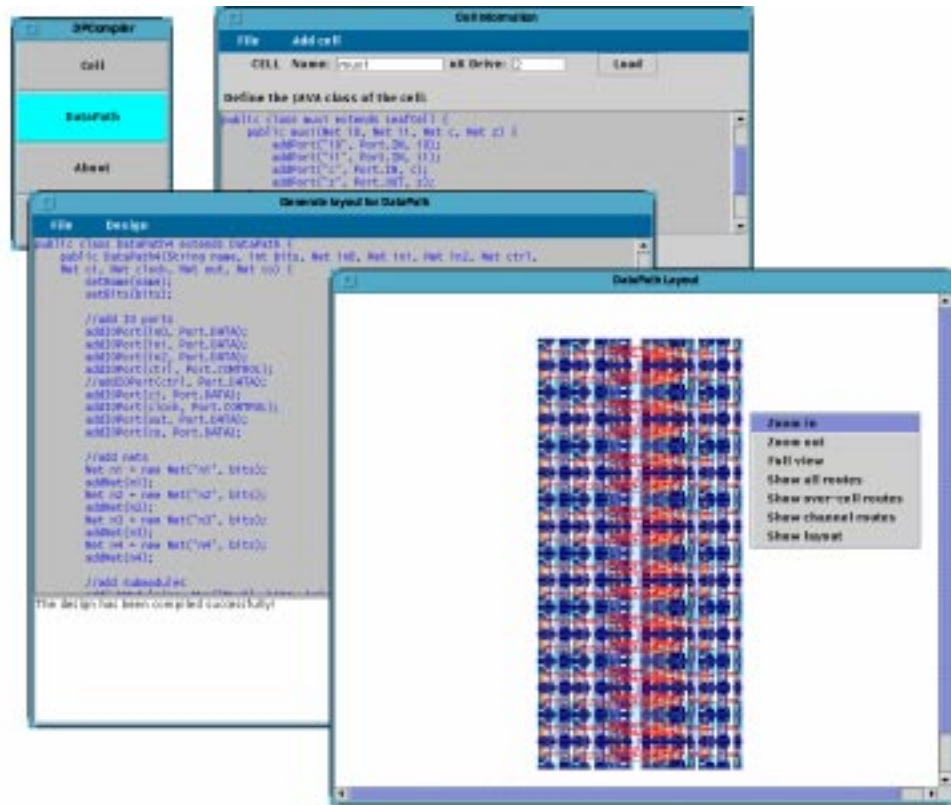 DPCompiler
Cell
DataPath
About
Cell Information
File Add cell
CELL Name: mux1 nX Drive: 2 Load
Define the JAVA class of the cell:
public class mux1 extends LeafCell {
public mux1(Net i0, Net i1, Net c, Net z) {
addPort("i0", Port.IN, i0);
addPort("i1", Port.IN, i1);
addPort("c", Port.IN, c);
addPort("z", Port.OUT, z);
Generate layout for DataPath
File Design
public class DataPath4 extends DataPath {
public DataPath4(String name, int bits, Net in0, Net in1, Net in2, Net ctrl,
Net ci, Net clock, Net out, Net co) {
setName(name);
setBits(bits);
//add IO ports
addIOPort(in0, Port.DATA);
addIOPort(in1, Port.DATA);
addIOPort(in2, Port.DATA);
addIOPort(ctrl, Port.CONTROL);
//addIOPort(ctrl, Port.DATA);
addIOPort(ci, Port.DATA);
addIOPort(clock, Port.CONTROL);
addIOPort(out, Port.DATA);
addIOPort(co, Port.DATA);
//add nets
Net n1 = new Net("n1", bits);
addNet(n1);
Net n2 = new Net("n2", bits);
addNet(n2);
Net n3 = new Net("n3", bits);
addNet(n3);
Net n4 = new Net("n4", bits);
addNet(n4);
//add submodules
The design has been compiled successfully!
DataPath Layout
Zoom in
Zoom out
Full view
Show all routes
Show over-cell routes
Show channel routes
Show layout